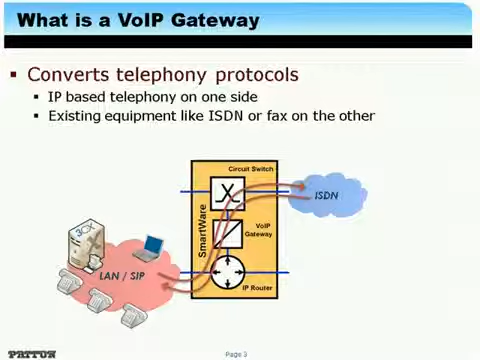 What is a VoIP Gateway
Converts telephony protocols
IP based telephony on one side
Existing equipment like ISDN or fax on the other
Circuit Switch
ISDN
SmartWare
VoIP
Gateway
3CX
LAN / SIP
IP Router
PATTON
Page 3